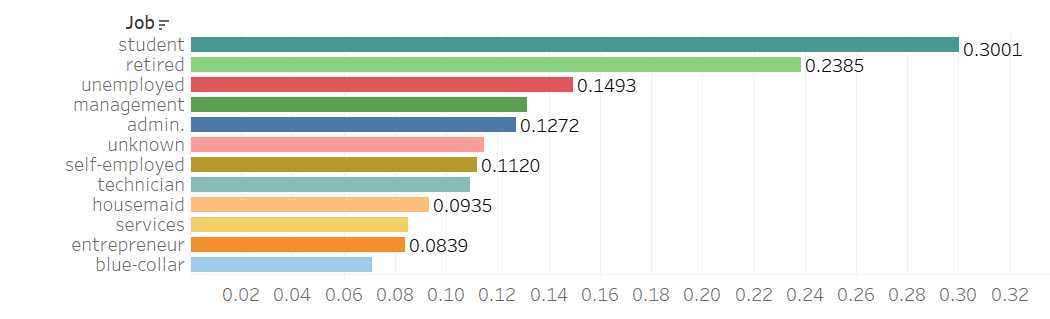 Job
student 0.3001
retired 0.2385
unemployed 0.1493
management
admin. 0.1272
unknown
self-employed 0.1120
technician
housemaid 0.0935
services
entrepreneur 0.0839
blue-collar
0.02 0.04 0.06 0.08 0.10 0.12 0.14 0.16 0.18 0.20 0.22 0.24 0.26 0.28 0.30 0.32